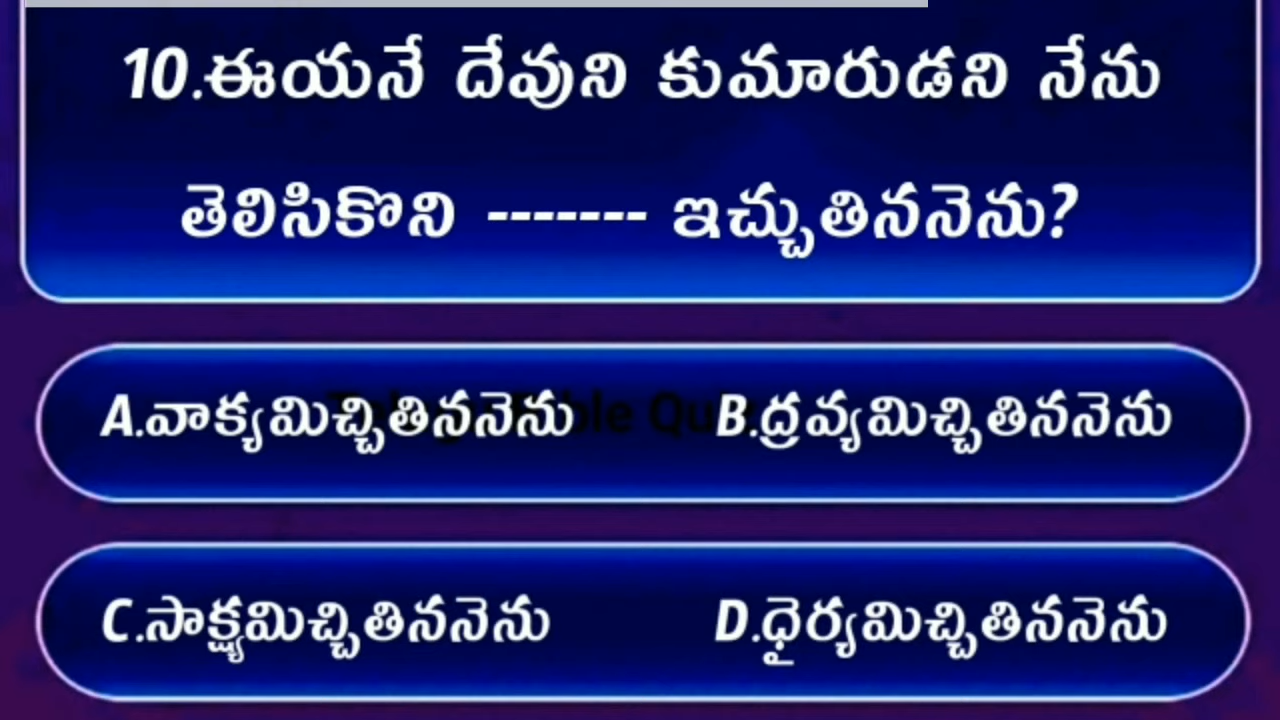 10.ఈయనే దేవుని కుమారుడని నేను
తెలిసికొని ------- ఇచ్చుతిననెను?
A.వాక్యమిచ్చితిననెను B.ద్రవ్యమిచ్చితిననెను
C.సాక్ష్యమిచ్చితిననెను D.ధైర్యమిచ్చితిననెను